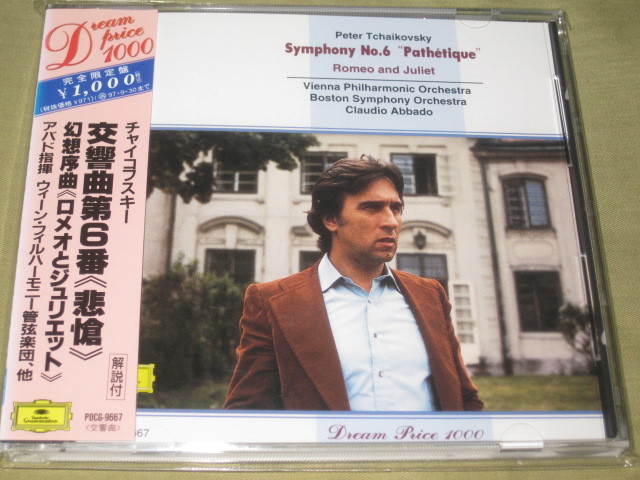 Dream
price
1000
完全限定盤
¥1,000
チャイコフスキー
交響曲第6番《悲愴》
幻想序曲《ロメオとジュリエット》
アバド指揮 ウィーン・フィルハーモニー管弦楽団、他
解説付
Deutsche
Grammophon
POCG-9667
〈交響曲〉
Peter Tchaikovsky
Symphony No.6 "Pathétique"
Romeo and Juliet
Vienna Philharmonic Orchestra
Boston Symphony Orchestra
Claudio Abbado
667
Dream Price 1000